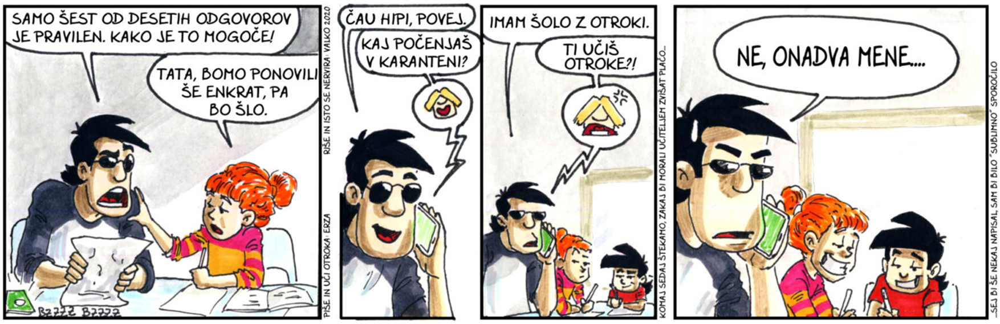 SAMO ŠEST OD DESETIH ODGOVOROV
JE PRAVILEN. KAKO JE TO MOGOČE!
TATA, BOMO PONOVILI
ŠE ENKRAT, PA
BO ŠLO.
BZZZZ BZZZZ
PIŠE IN UČI OTROKA: ERZA
RIŠE IN ISTO SE NERVIRA: VALKO 2020
ČAU HIPI, POVEJ.
KAJ POČENJAŠ
V KARANTENI?
IMAM ŠOLO Z OTROKI.
TI UČIŠ
OTROKE?!
KOMAJ SEDAJ ŠTEKAMO, ZAKAJ BI MORALI UČITELJEM ZVIŠAT PLAČO...
NE, ONADVA MENE....
...SEJ BI ŠE NEKAJ NAPISAL, SAM BI BILO "SUBLIMNO" SPOROČILO